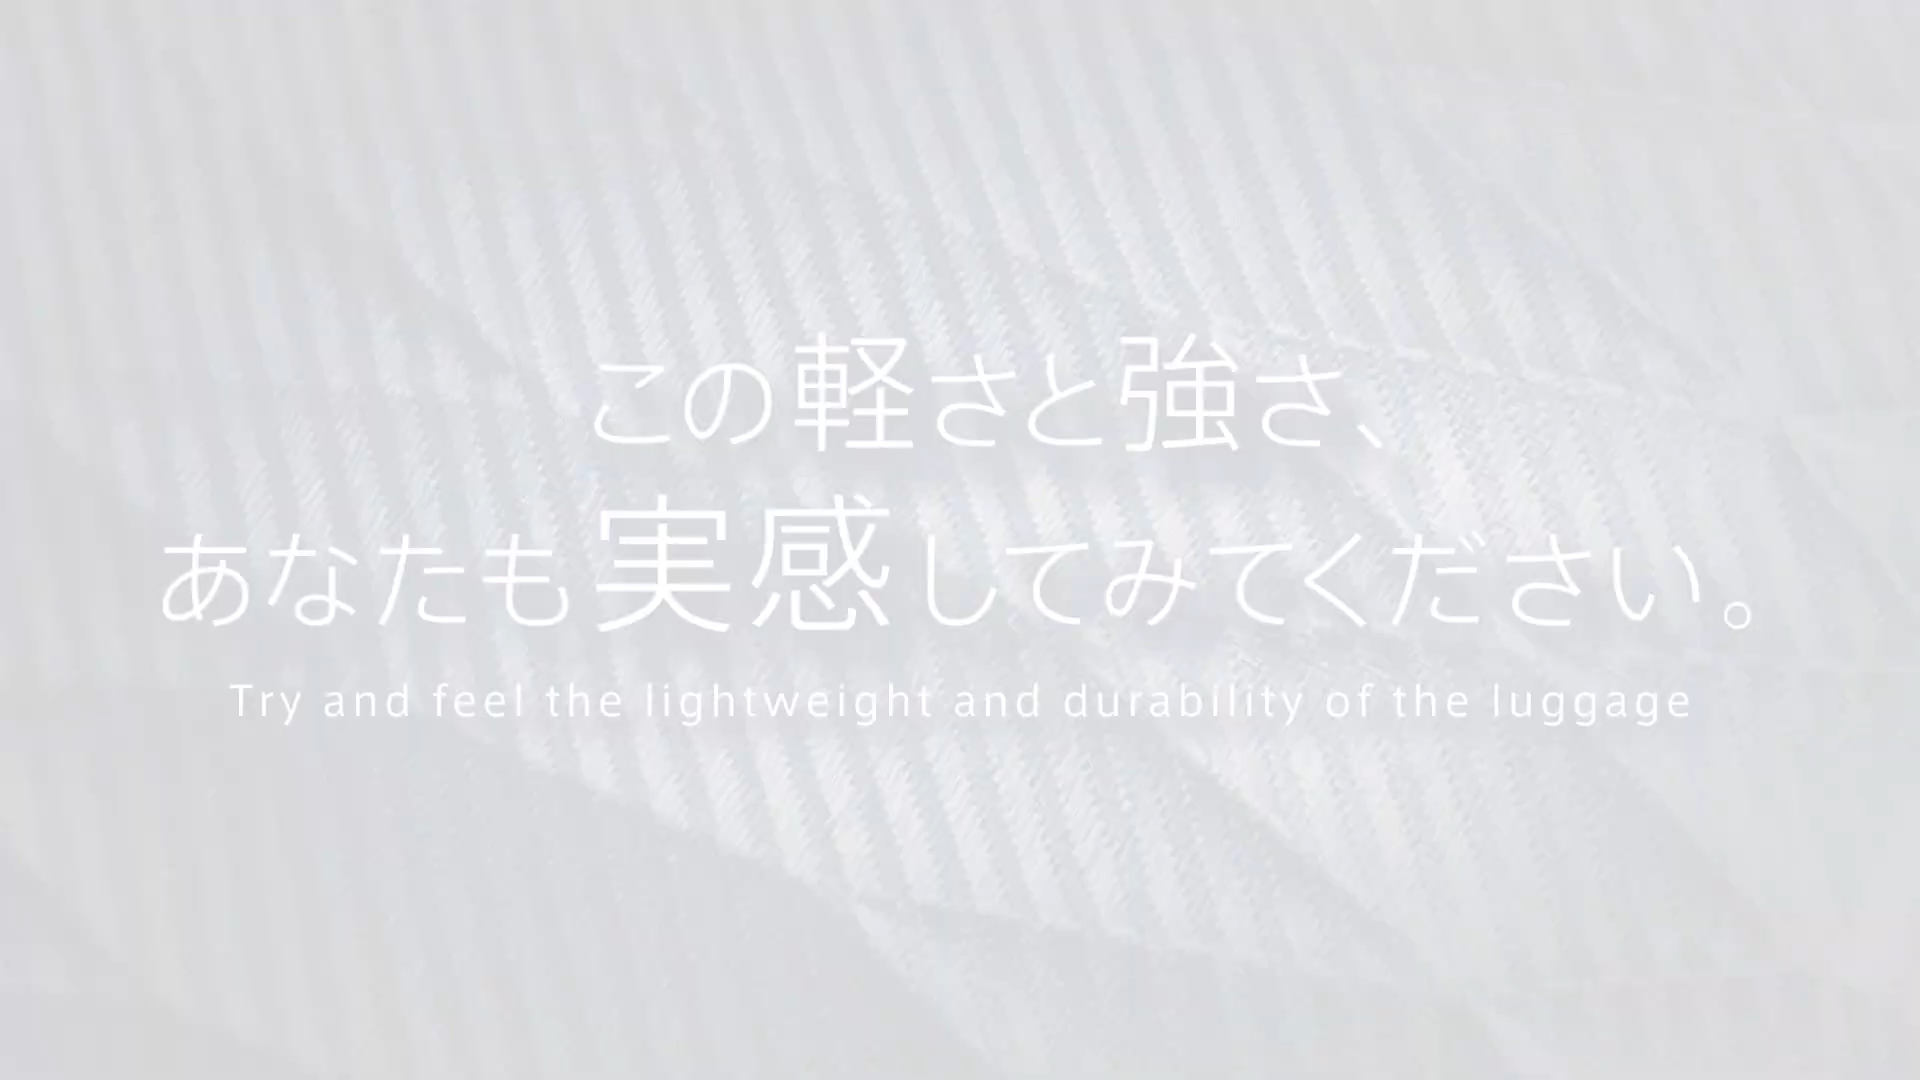 この軽さと強さ、
あなたも実感してみてください。
Try and feel the lightweight and durability of the luggage